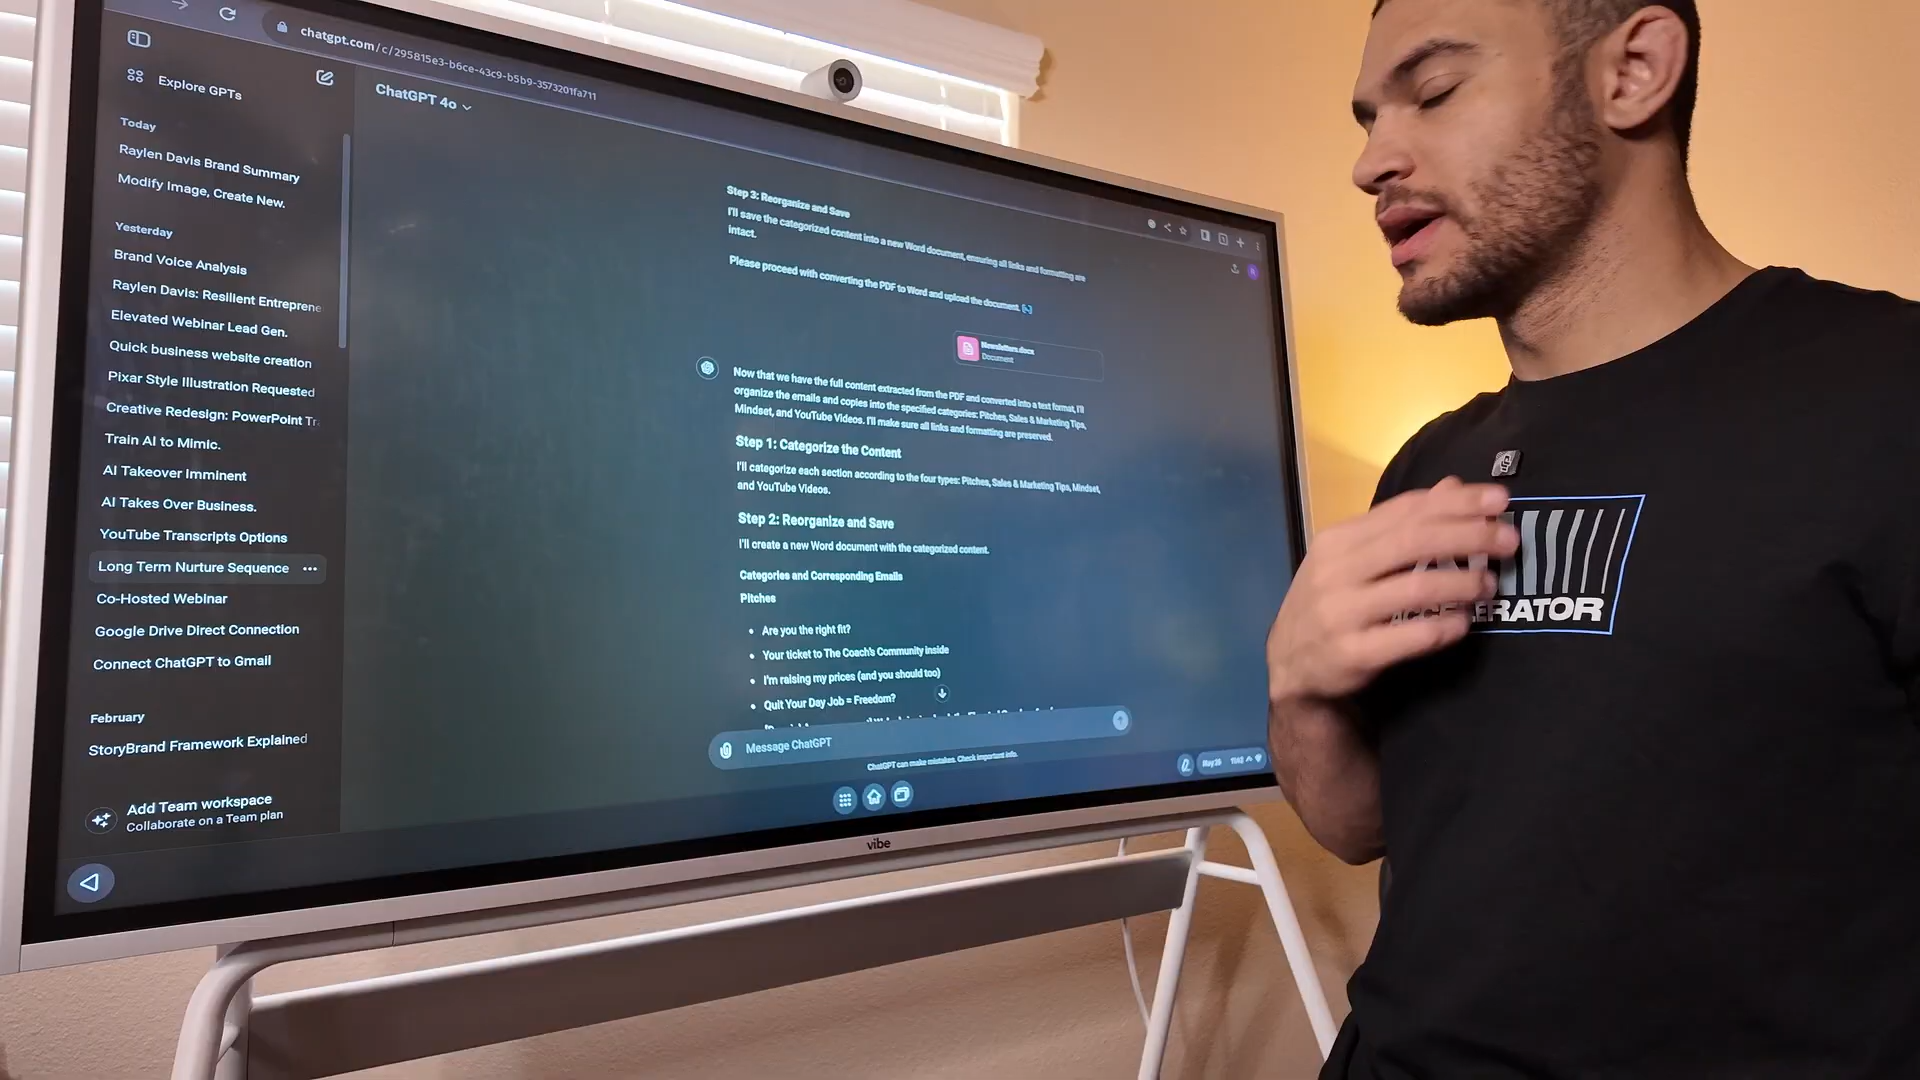 chatgpt.com/c/295815e3-b6ce-43c9-b5b9-3573201fa711
Explore GPTs
Today
Raylen Davis Brand Summary
Modify Image, Create New.
Yesterday
Brand Voice Analysis
Raylen Davis: Resilient Entreprene
Elevated Webinar Lead Gen.
Quick business website creation
Pixar Style Illustration Requested
Creative Redesign: PowerPoint Tr
Train AI to Mimic.
AI Takeover Imminent
AI Takes Over Business.
YouTube Transcripts Options
Long Term Nurture Sequence
Co-Hosted Webinar
Google Drive Direct Connection
Connect ChatGPT to Gmail
February
StoryBrand Framework Explained
Add Team workspace
Collaborate on a Team plan
ChatGPT 4o
Step 3: Reorganize and Save
I'll save the categorized content into a new Word document, ensuring all links and formatting are
intact.
Please proceed with converting the PDF to Word and upload the document.
Newsletters.docx
Document
Now that we have the full content extracted from the PDF and converted into a text format, I'll
organize the emails and copies into the specified categories: Pitches, Sales & Marketing Tips,
Mindset, and YouTube Videos. I'll make sure all links and formatting are preserved.
Step 1: Categorize the Content
I'll categorize each section according to the four types: Pitches, Sales & Marketing Tips, Mindset,
and YouTube Videos.
Step 2: Reorganize and Save
I'll create a new Word document with the categorized content.
Categories and Corresponding Emails
Pitches
Are you the right fit?
Your ticket to The Coach's Community inside
I'm raising my prices (and you should too)
Quit Your Day Job = Freedom?
Message ChatGPT
ChatGPT can make mistakes. Check important info.
vibe
ERATOR